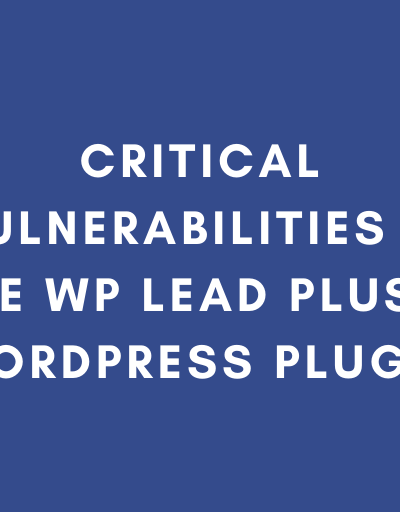 CRITICAL
ULNERABILITIES
E WP LEAD PLUS
ORDPRESS PLUG